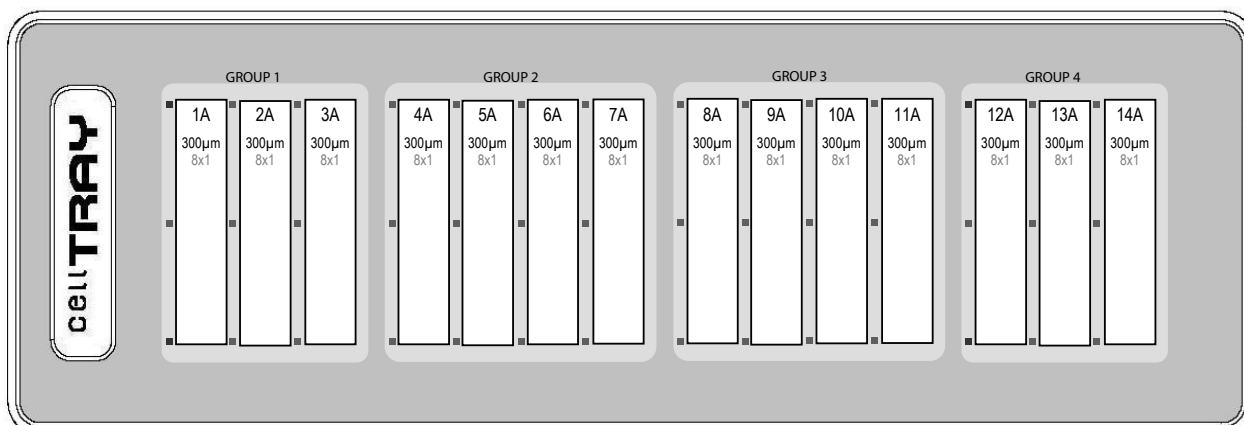 cellTRAY
GROUP 1
1A
300µm
8x1
2A
300µm
8x1
3A
300µm
8x1
GROUP 2
4A
300µm
8x1
5A
300µm
8x1
6A
300µm
8x1
7A
300µm
8x1
GROUP 3
8A
300µm
8x1
9A
300µm
8x1
10A
300µm
8x1
11A
300µm
8x1
GROUP 4
12A
300µm
8x1
13A
300µm
8x1
14A
300µm
8x1